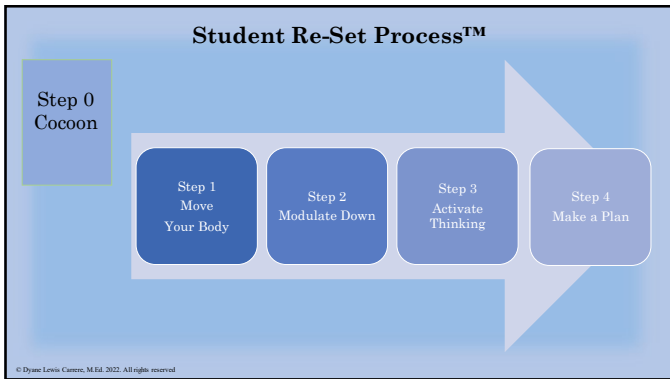 Student Re-Set Process™
Step 0
Cocoon
Step 1
Move
Your Body
Step 2
Modulate Down
Step 3
Activate
Thinking
Step 4
Make a Plan
© Dyane Lewis Carrere, M.Ed. 2022. All rights reserved